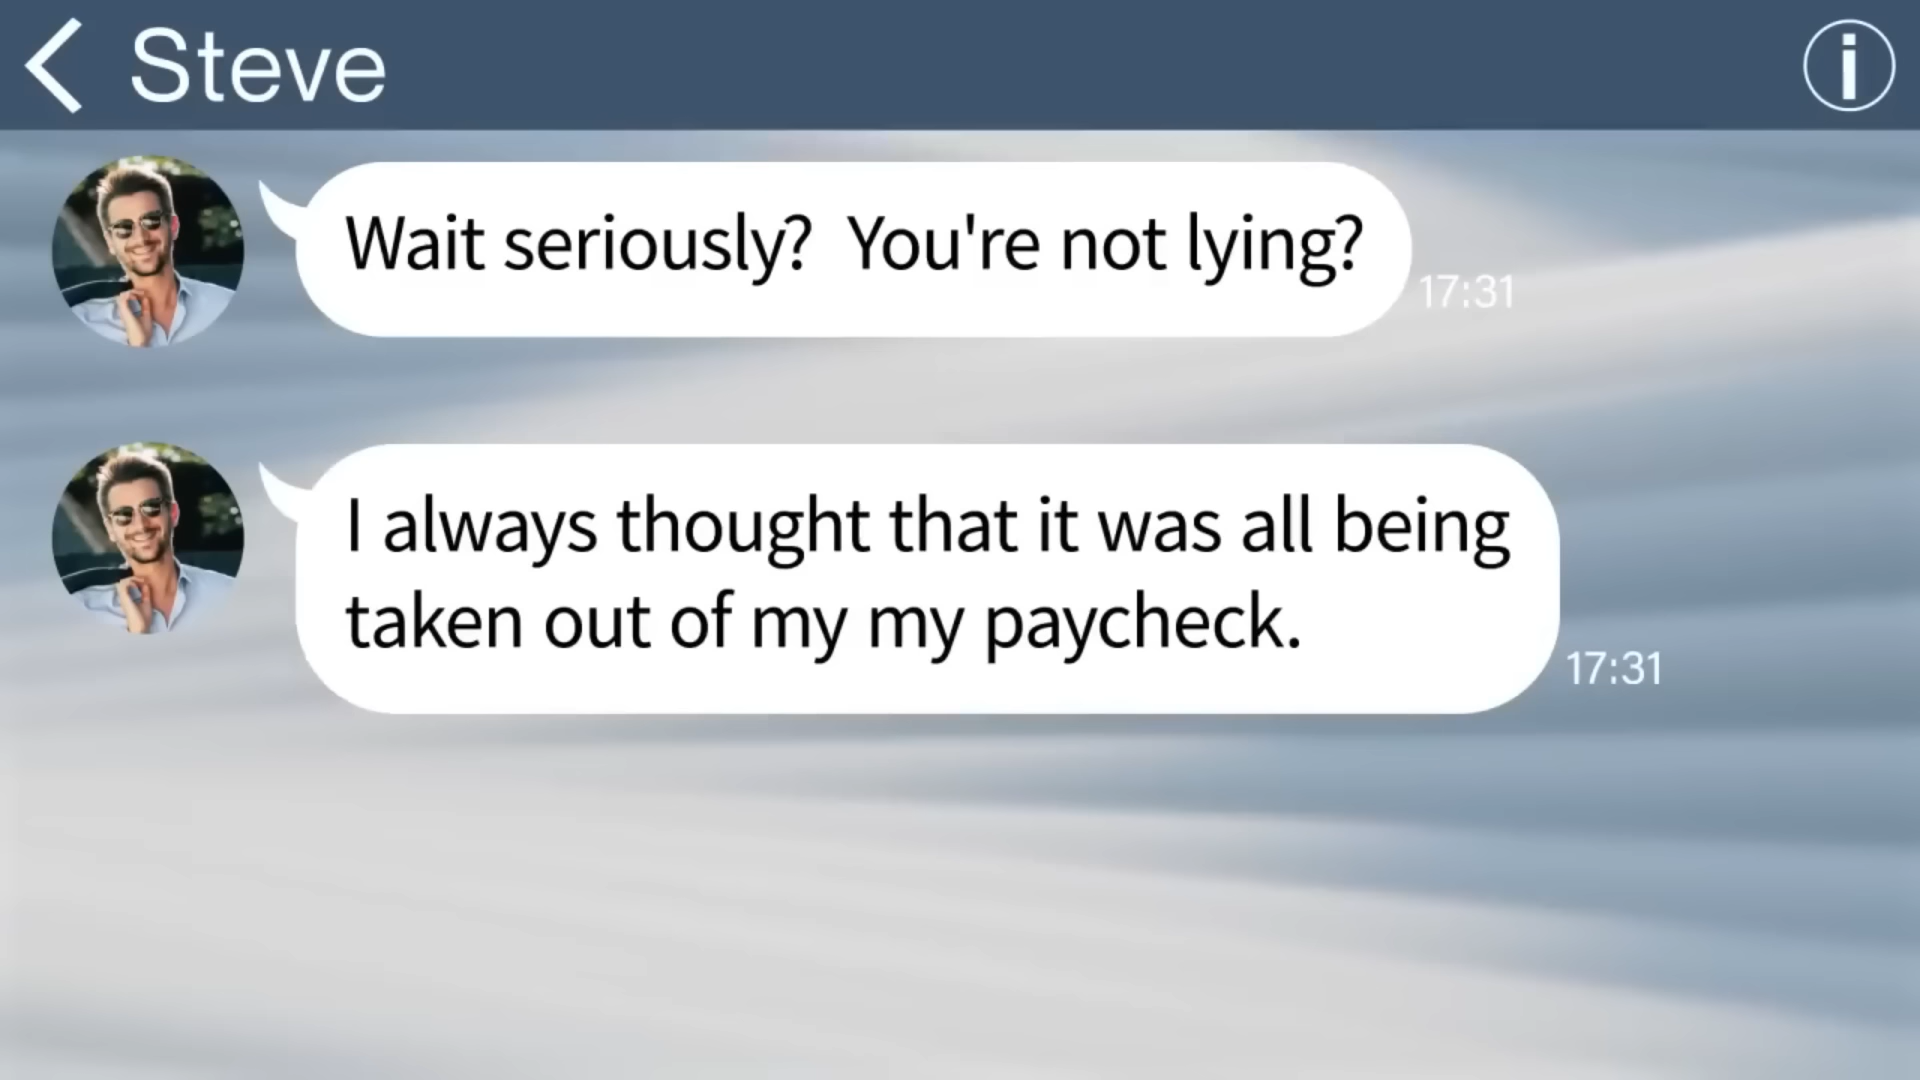 Steve
Wait seriously?  You're not lying?
17:31
I always thought that it was all being
taken out of my my paycheck.
17:31